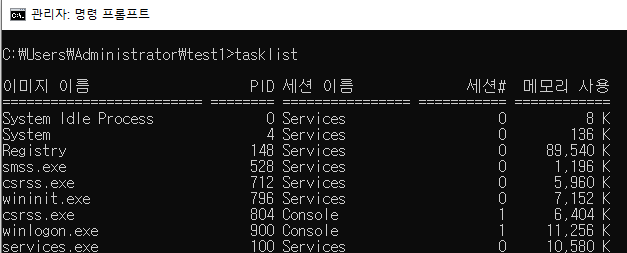 관리자: 명령 프롬프트
C:₩Users₩Administrator₩test1>tasklist
이미지 이름 PID 세션 이름 세션# 메모리 사용
========================= ======== ================ =========== ============
System Idle Process 0 Services 0 8 K
System 4 Services 0 136 K
Registry 148 Services 0 89,540 K
smss.exe 528 Services 0 1,196 K
csrss.exe 712 Services 0 5,960 K
wininit.exe 796 Services 0 7,152 K
csrss.exe 804 Console 1 6,404 K
winlogon.exe 900 Console 1 11,256 K
services.exe 100 Services 0 10,580 K